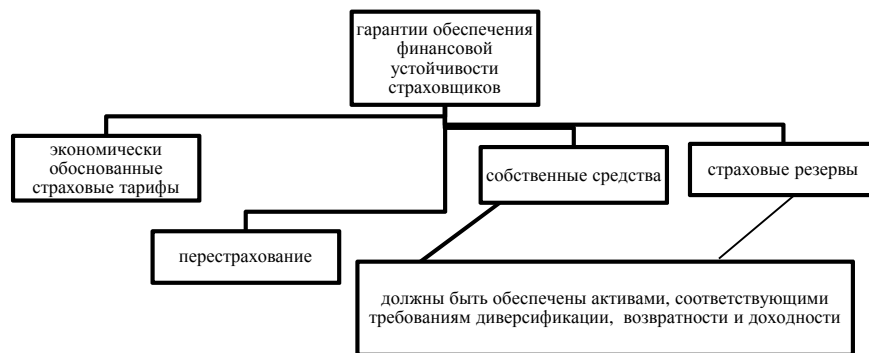 гарантии обеспечения
финансовой
устойчивости
страховщиков
экономически
обоснованные
страховые тарифы
собственные средства
страховые резервы
перестрахование
должны быть обеспечены активами, соответствующими
требованиям диверсификации, возвратности и доходности